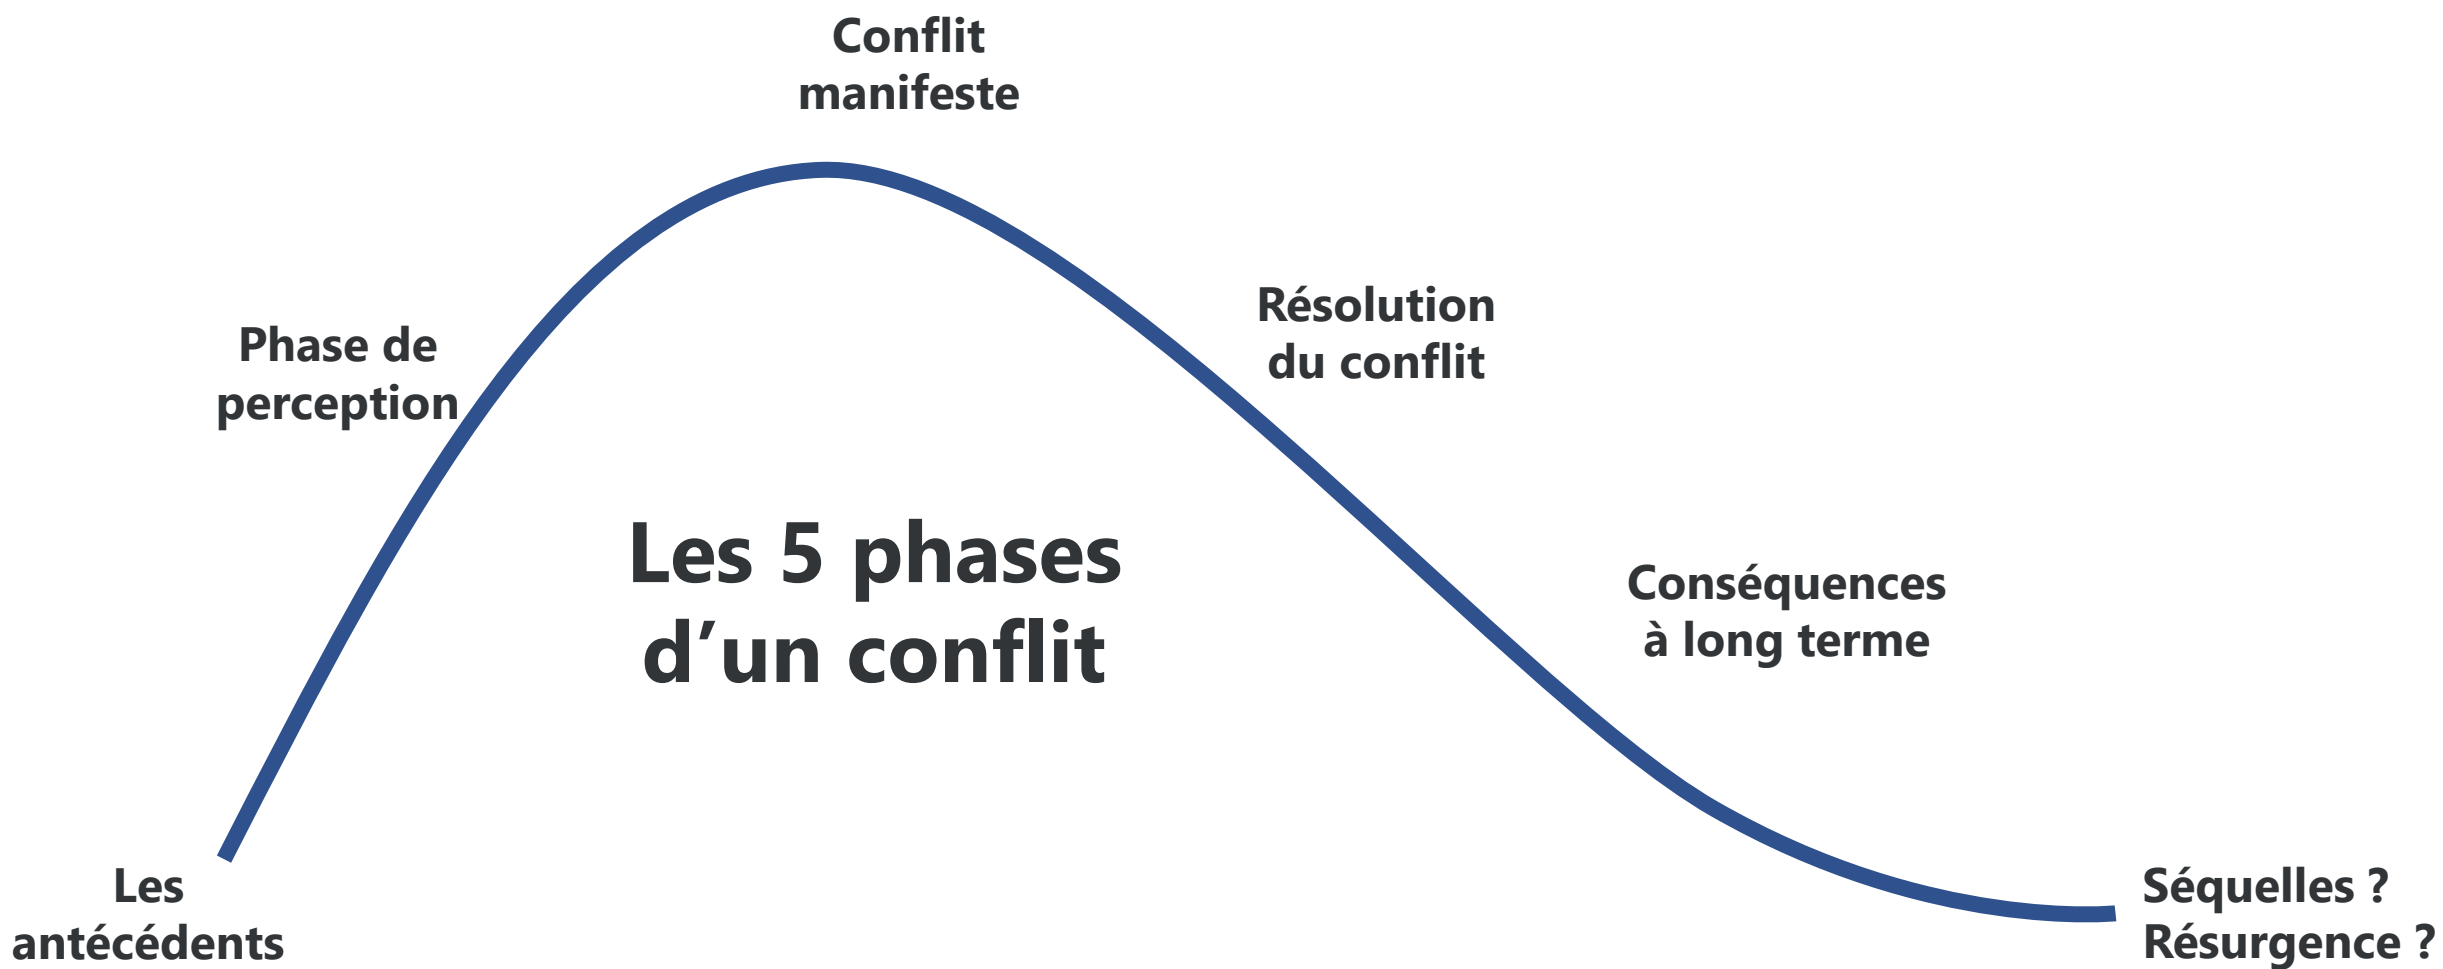 Conflit
manifeste
Phase de
perception
Résolution
du conflit
Les 5 phases
d’un conflit
Conséquences
à long terme
Les
antécédents
Séquelles ?
Résurgence ?